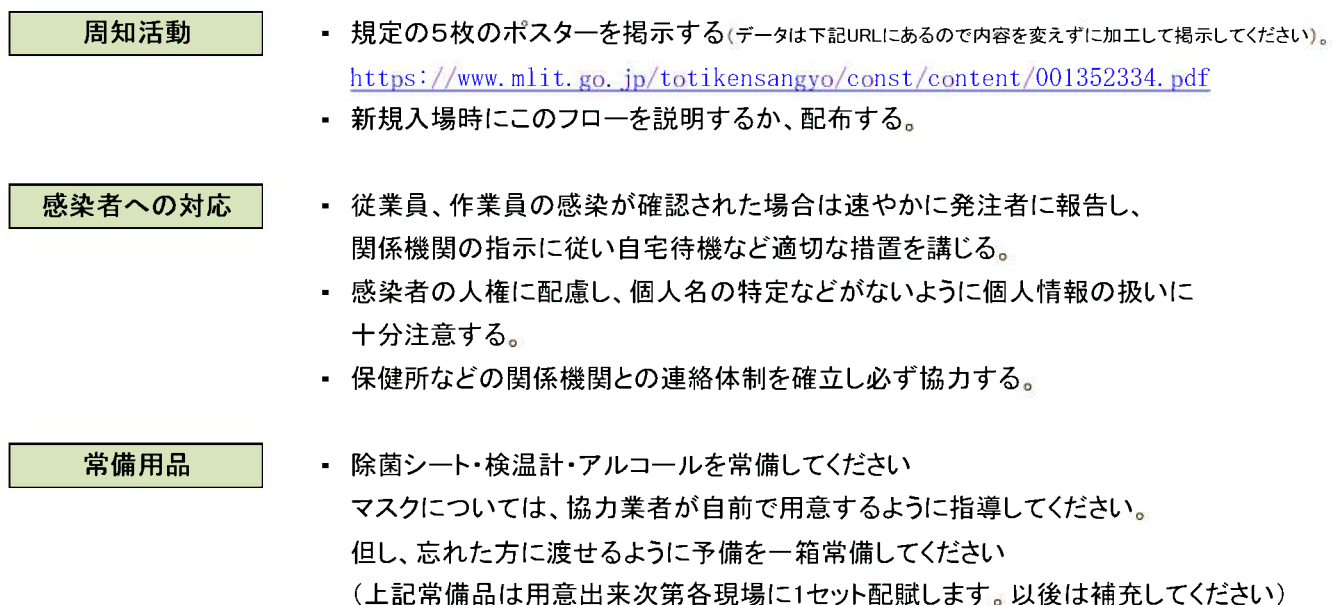 周知活動
▪ 規定の5枚のポスターを掲示する(データは下記URLにあるので内容を変えずに加工して掲示してください)。
https://www.mlit.go.jp/totikensangyo/const/content/001352334.pdf
▪ 新規入場時にこのフローを説明するか、配布する。
感染者への対応
▪ 従業員、作業員の感染が確認された場合は速やかに発注者に報告し、
関係機関の指示に従い自宅待機など適切な措置を講じる。
▪ 感染者の人権に配慮し、個人名の特定などがないように個人情報の扱いに
十分注意する。
▪ 保健所などの関係機関との連絡体制を確立し必ず協力する。
常備用品
▪ 除菌シート・検温計・アルコールを常備してください
マスクについては、協力業者が自前で用意するように指導してください。
但し、忘れた方に渡せるように予備を一箱常備してください
(上記常備品は用意出来次第各現場に1セット配賦します。以後は補充してください)